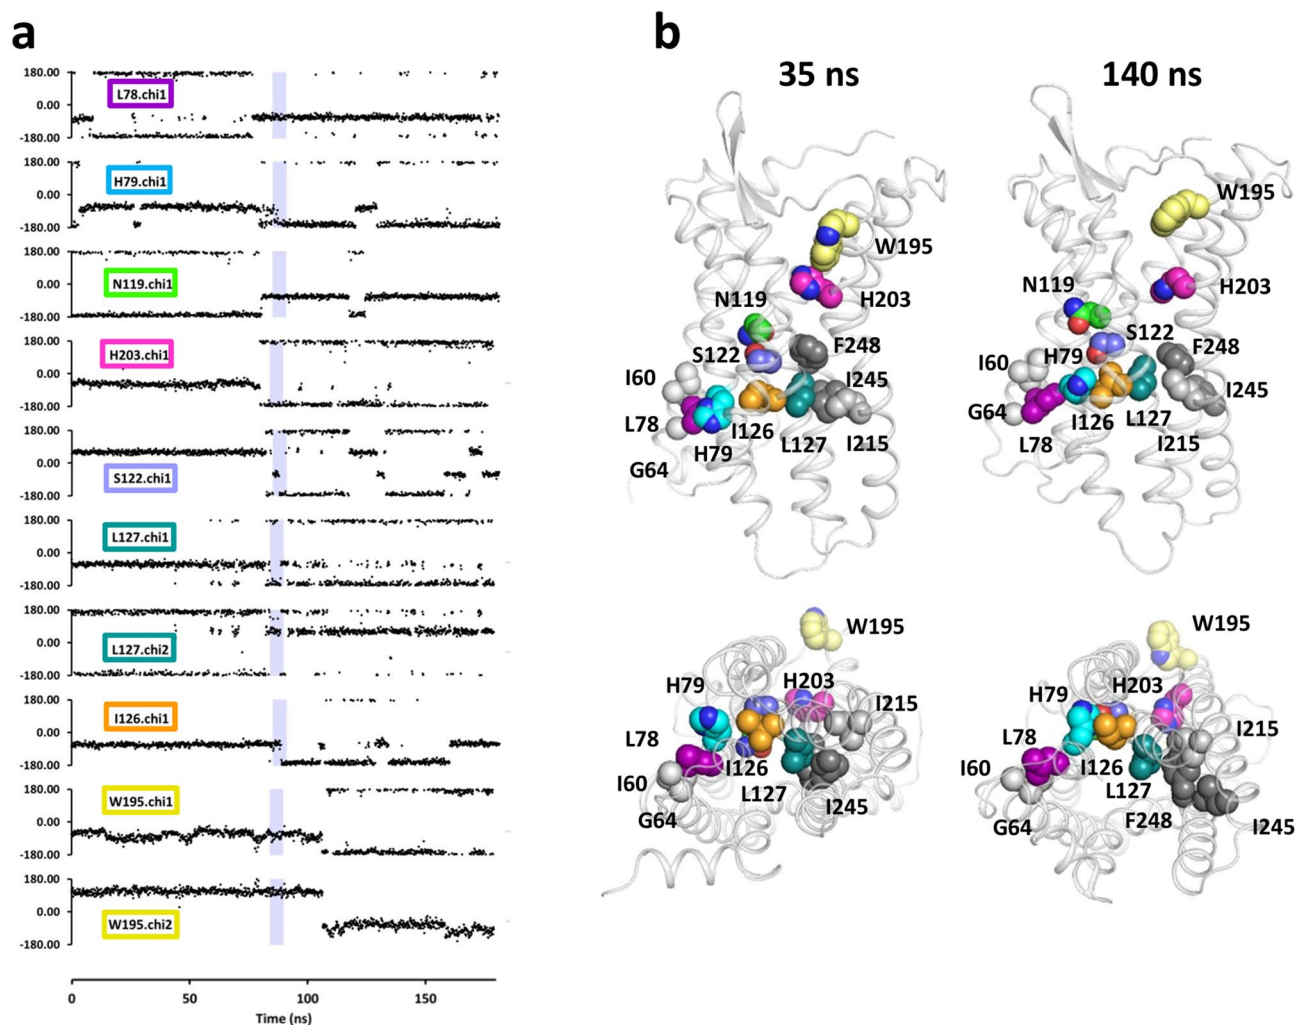 a
180.00
0.00
-180.00
L78.chi1
180.00
0.00
-180.00
H79.chi1
180.00
0.00
-180.00
N119.chi1
180.00
0.00
-180.00
H203.chi1
180.00
0.00
-180.00
S122.chi1
180.00
0.00
-180.00
L127.chi1
180.00
0.00
-180.00
L127.chi2
180.00
0.00
-180.00
I126.chi1
180.00
0.00
-180.00
W195.chi1
180.00
0.00
-180.00
W195.chi2
0 50 100 150
Time (ns)
b
35 ns
W195
H203
N119
S122
F248
I60
I245
L78
I126
L127
I215
H79
G64
140 ns
W195
H203
N119
S122
H79
F248
I60
I245
G64
I126
L127
L78
I215
W195
H79
H203
I215
L78
I126
I60
L127
I245
G64
W195
H79
H203
I215
L78
I60
I126
L127
G64
F248
I245